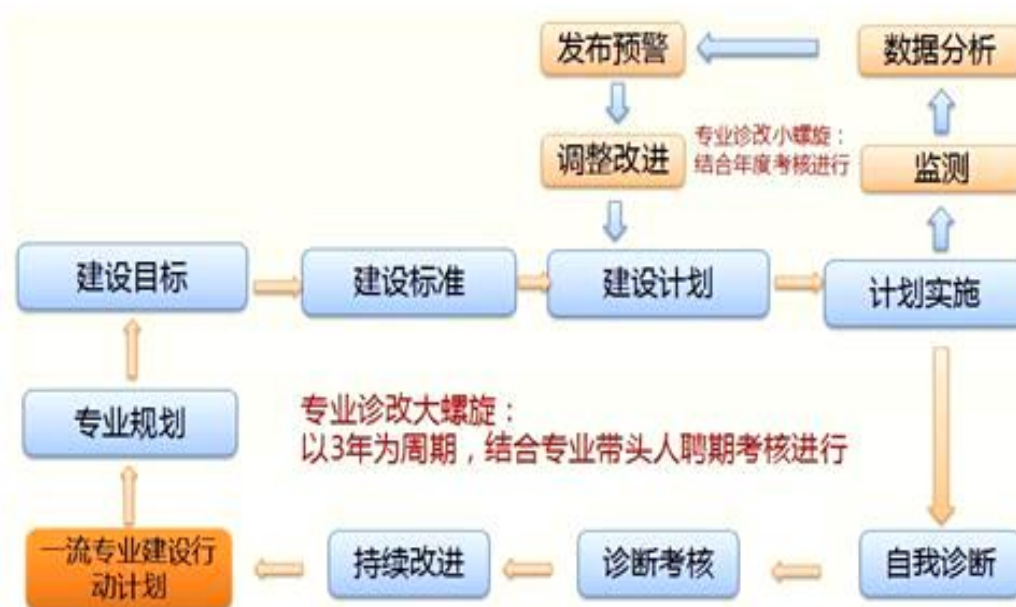 发布预警
数据分析
调整改进
专业诊改小螺旋：
结合年度考核进行
监测
建设目标
建设标准
建设计划
计划实施
专业规划
专业诊改大螺旋：
以3年为周期，结合专业带头人聘期考核进行
一流专业建设行
动计划
持续改进
诊断考核
自我诊断